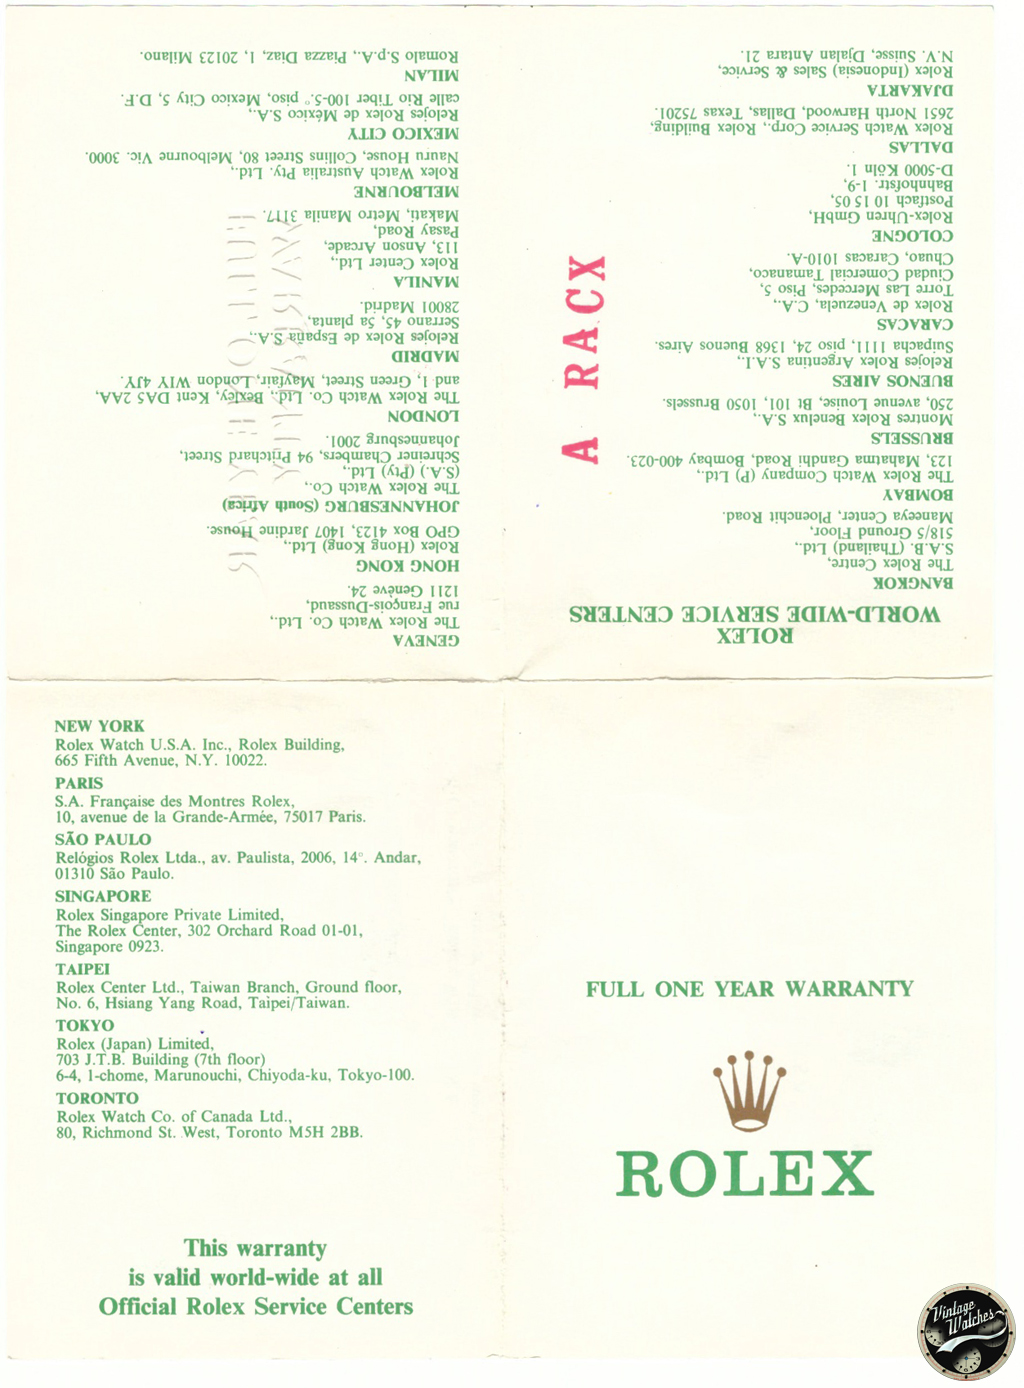 ROLEX
WORLD-WIDE SERVICE CENTERS
BANGKOK
The Rolex Centre,
S.A.B. (Thailand) Ltd.,
518/5 Ground Floor,
Maneeya Center, Ploenchit Road.
BOMBAY
The Rolex Watch Company (P) Ltd.,
123, Mahatma Gandhi Road, Bombay 400-023.
BRUSSELS
Montres Rolex Benelux S.A.,
250, avenue Louise, Bt 101, 1050 Brussels.
BUENOS AIRES
Relojes Rolex Argentina S.A.I.,
Suipacha 1111, piso 24, 1368 Buenos Aires.
CARACAS
Rolex de Venezuela, C.A.,
Torre Las Mercedes, Piso 5,
Ciudad Comercial Tamanaco,
Chuao, Caracas 1010-A.
COLOGNE
Rolex-Uhren GmbH,
Postfach 10 15 05,
Bahnhofstr. 1-9,
D-5000 Köln 1.
DALLAS
Rolex Watch Service Corp., Rolex Building,
2651 North Harwood, Dallas, Texas 75201.
DJAKARTA
Rolex (Indonesia) Sales & Service,
N.V. Suisse, Djalan Antara 21.
A RACX
GENEVA
The Rolex Watch Co. Ltd.,
rue François-Dussaud,
1211 Genève 24.
HONG KONG
Rolex (Hong Kong) Ltd.,
GPO Box 4123, 1407 Jardine House.
JOHANNESBURG (South Africa)
The Rolex Watch Co.,
(S.A.) (Pty) Ltd.,
Schreiner Chambers, 94 Pritchard Street,
Johannesburg 2001.
LONDON
The Rolex Watch Co. Ltd., Bexley, Kent DA5 2AA,
and 1, Green Street, Mayfair, London W1Y 4JY.
MADRID
Relojes Rolex de España S.A.,
Serrano 45, 5a planta,
28001 Madrid.
MANILA
Rolex Center Ltd.,
113, Anson Arcade,
Pasay Road,
Makati, Metro Manila 3117.
MELBOURNE
Rolex Watch Australia Pty. Ltd.,
Nauru House, Collins Street 80, Melbourne Vic. 3000.
MEXICO CITY
Relojes Rolex de México S.A.,
calle Rio Tiber 100-5.° piso, Mexico City 5, D.F.
MILAN
Romalo S.p.A., Piazza Diaz, 1, 20123 Milano.
NEW YORK
Rolex Watch U.S.A. Inc., Rolex Building,
665 Fifth Avenue, N.Y. 10022.
PARIS
S.A. Française des Montres Rolex,
10, avenue de la Grande-Armée, 75017 Paris.
SÃO PAULO
Relógios Rolex Ltda., av. Paulista, 2006, 14°. Andar,
01310 São Paulo.
SINGAPORE
Rolex Singapore Private Limited,
The Rolex Center, 302 Orchard Road 01-01,
Singapore 0923.
TAIPEI
Rolex Center Ltd., Taiwan Branch, Ground floor,
No. 6, Hsiang Yang Road, Taipei/Taiwan.
TOKYO
Rolex (Japan) Limited,
703 J.T.B. Building (7th floor)
6-4, 1-chome, Marunouchi, Chiyoda-ku, Tokyo-100.
TORONTO
Rolex Watch Co. of Canada Ltd.,
80, Richmond St. West, Toronto M5H 2BB.
This warranty
is valid world-wide at all
Official Rolex Service Centers
FULL ONE YEAR WARRANTY
ROLEX
Vintage
Watches